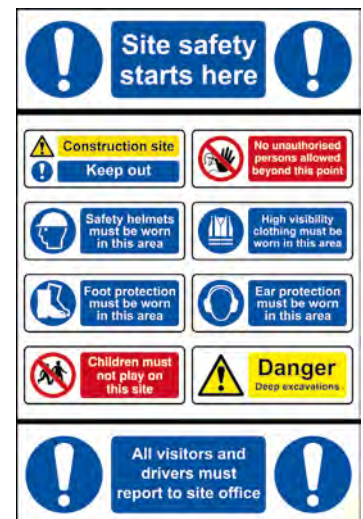 Site safety
starts here
Construction site
Keep out
No unauthorised
persons allowed
beyond this point
Safety helmets
must be worn
in this area
High visibility
clothing must be
worn in this area
Foot protection
must be worn
in this area
Ear protection
must be worn
in this area
Children must
not play on
this site
Danger
Deep excavations
All visitors and
drivers must
report to site office